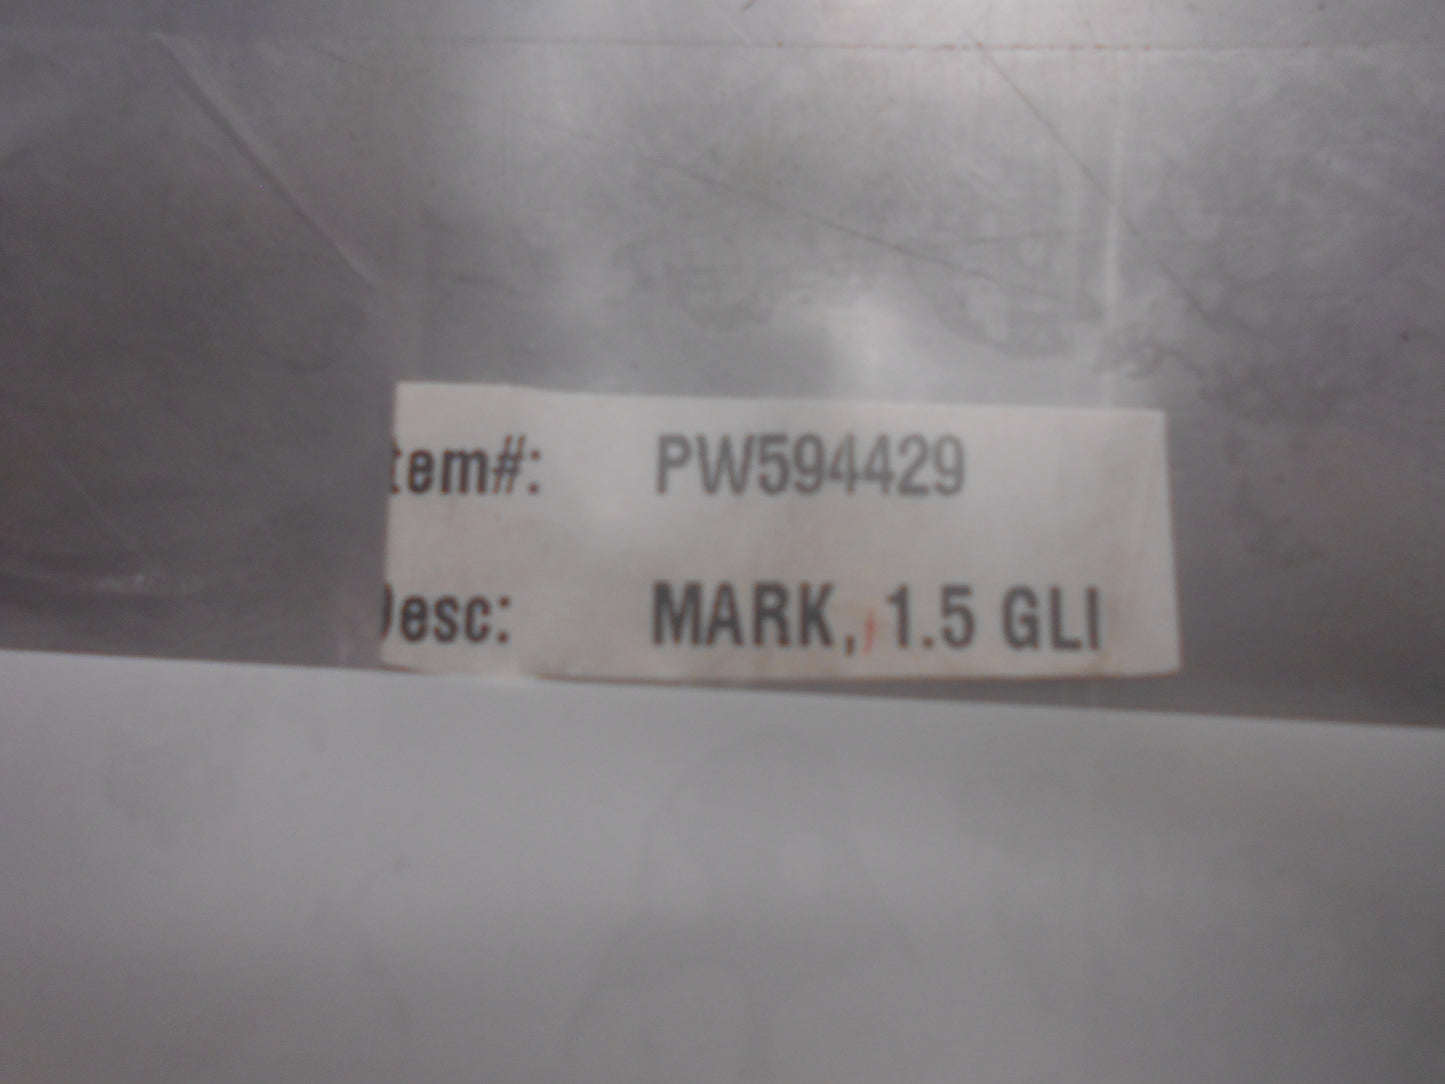 tem#: PW594429
Desc: MARK, 1.5 GLI